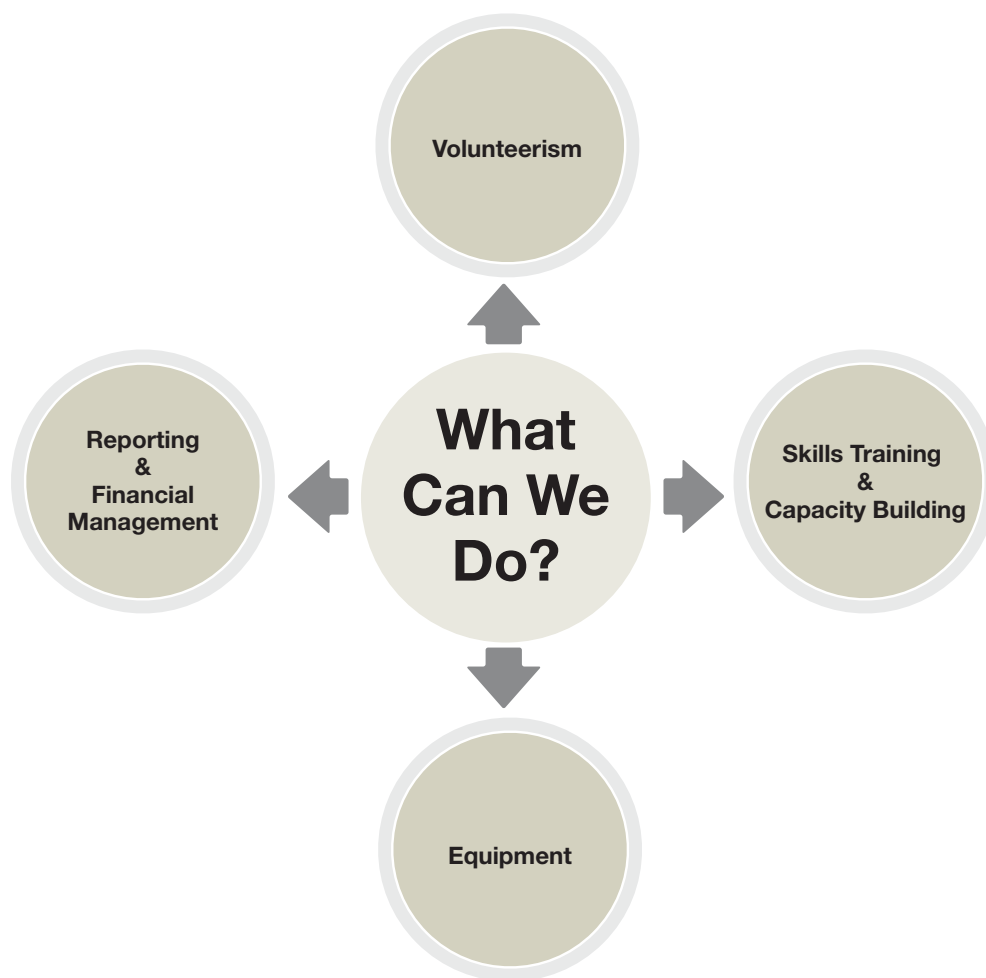 Volunteerism
Reporting
&
Financial
Management
What
Can We
Do?
Skills Training
&
Capacity Building
Equipment